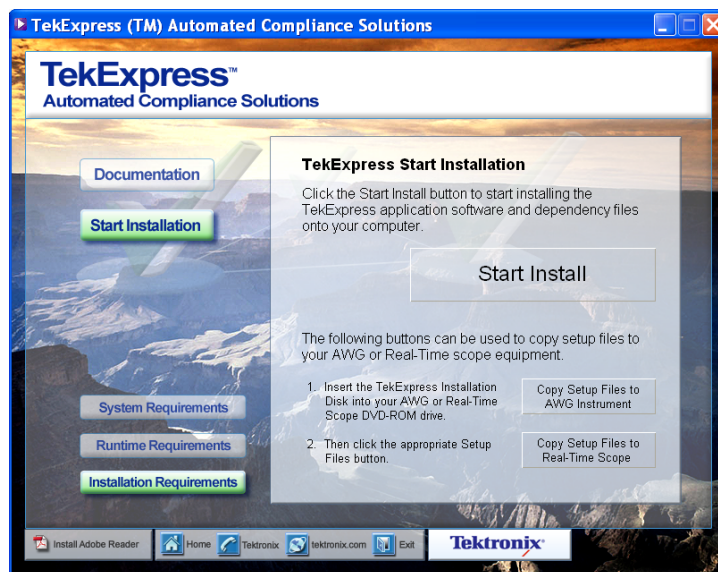 TekExpress (TM) Automated Compliance Solutions
TekExpress™
Automated Compliance Solutions
Documentation
Start Installation
TekExpress Start Installation
Click the Start Install button to start installing the
TekExpress application software and dependency files
onto your computer.
Start Install
The following buttons can be used to copy setup files to
your AWG or Real-Time scope equipment.
1. Insert the TekExpress Installation
Disk into your AWG or Real-Time
Scope DVD-ROM drive.
Copy Setup Files to
AWG Instrument
2. Then click the appropriate Setup
Files button.
Copy Setup Files to
Real-Time Scope
System Requirements
Runtime Requirements
Installation Requirements
Install Adobe Reader
Home
Tektronix
tektronix.com
Exit
Tektronix